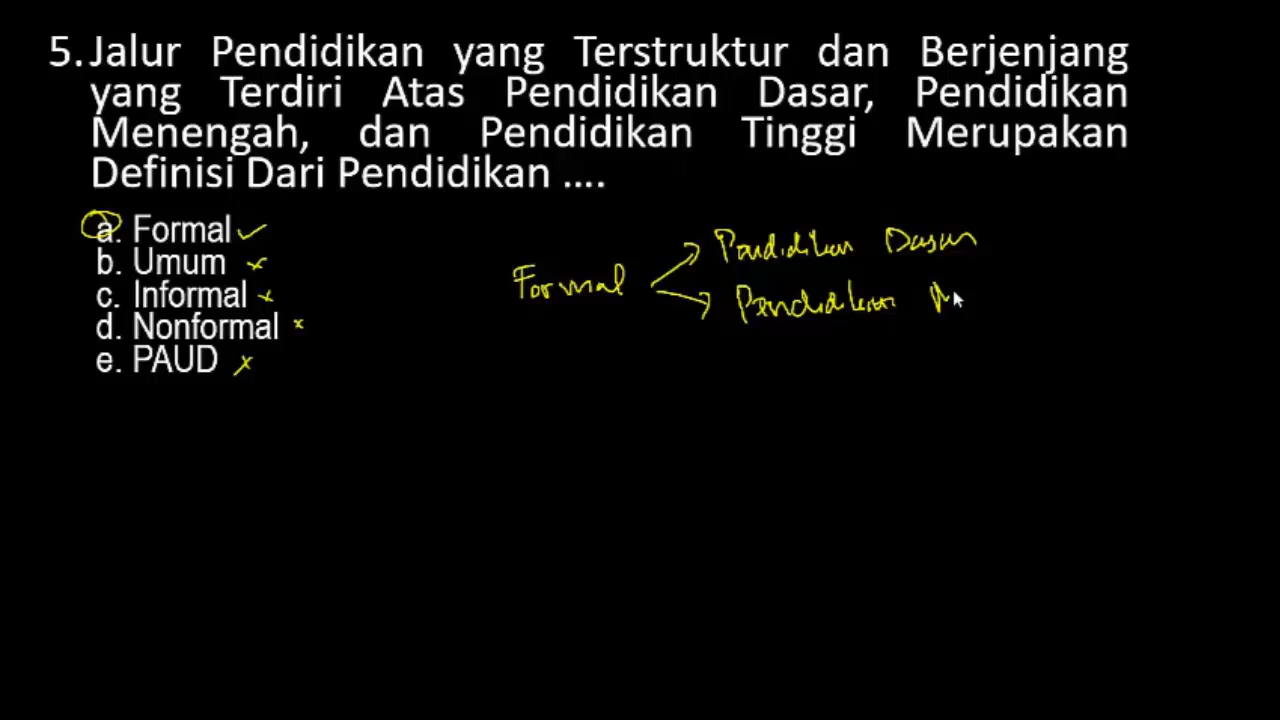 5. Jalur Pendidikan yang Terstruktur dan Berjenjang
yang Terdiri Atas Pendidikan Dasar, Pendidikan
Menengah, dan Pendidikan Tinggi Merupakan
Definisi Dari Pendidikan ....
a. Formal
b. Umum
c. Informal
d. Nonformal
e. PAUD
Formal
Pendidikan Dasar
Pendidikan